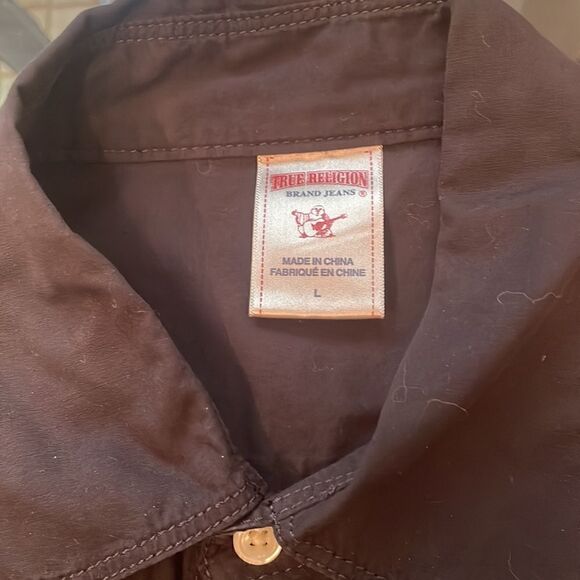 TRUE RELIGION
BRAND JEANS ®
MADE IN CHINA
FABRIQUÉ EN CHINE
L